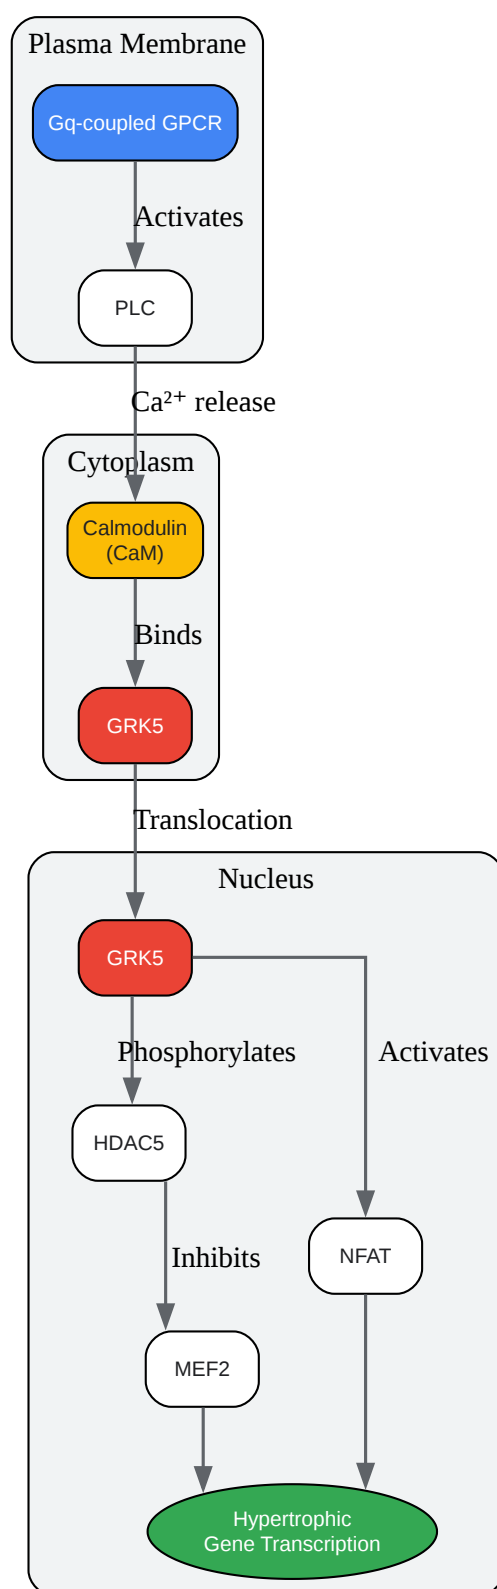 Plasma Membrane
Gq-coupled GPCR
Activates
PLC
Ca²⁺ release
Cytoplasm
Calmodulin
(CaM)
Binds
GRK5
Translocation
Nucleus
GRK5
Phosphorylates
Activates
HDAC5
Inhibits
NFAT
MEF2
Hypertrophic
Gene Transcription